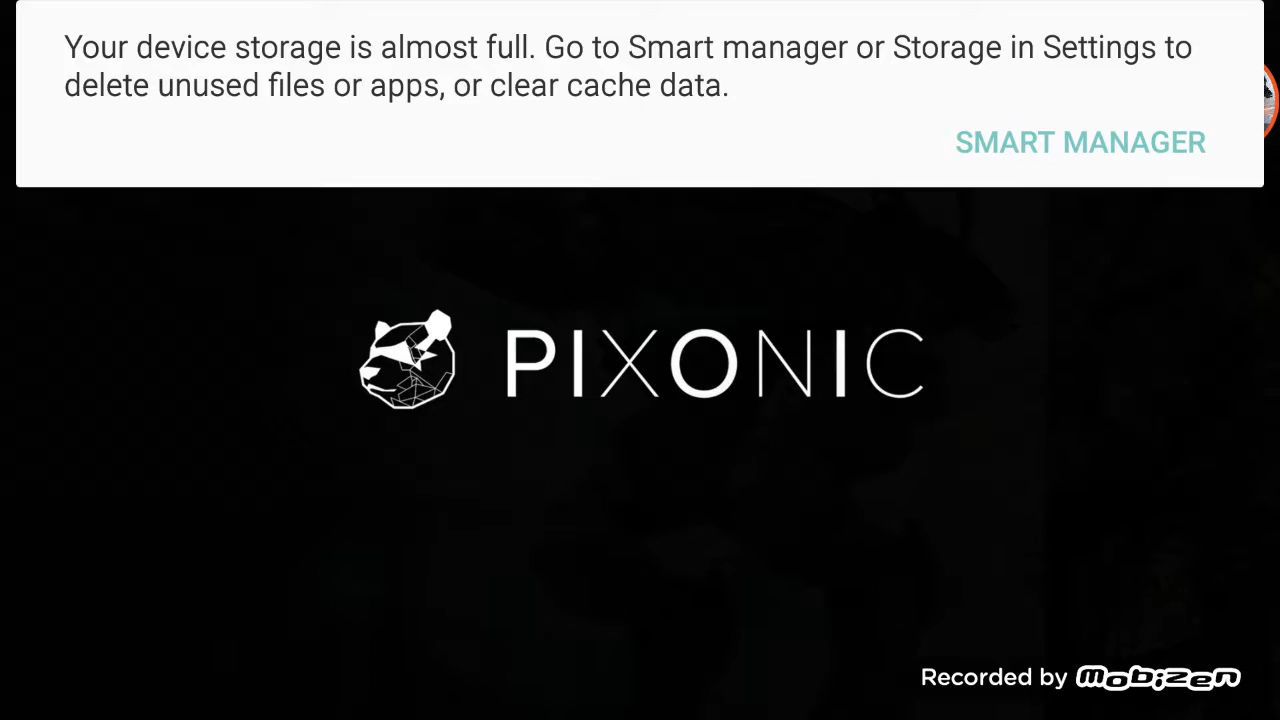 Your device storage is almost full. Go to Smart manager or Storage in Settings to
delete unused files or apps, or clear cache data.
SMART MANAGER
PIXONIC
Recorded by mobizen